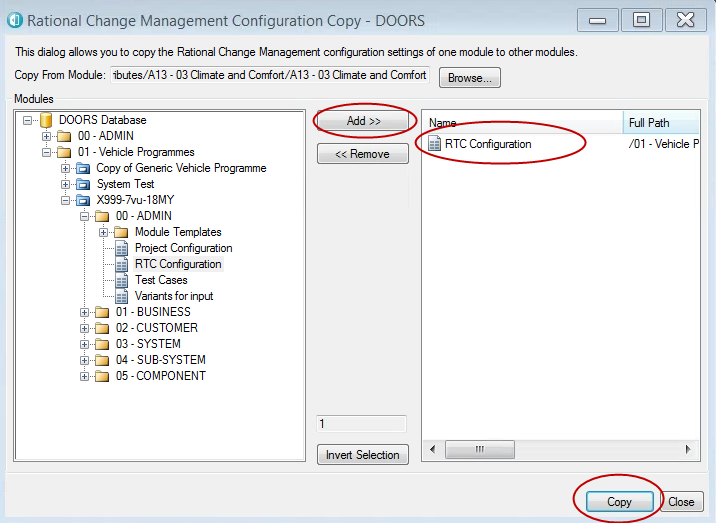 Rational Change Management Configuration Copy - DOORS
This dialog allows you to copy the Rational Change Management configuration settings of one module to other modules.
Copy From Module: ibutes/A13 - 03 Climate and Comfort/A13 - 03 Climate and Comfort Browse...
Modules
DOORS Database
00 - ADMIN
01 - Vehicle Programmes
Copy of Generic Vehicle Programme
System Test
X999-7vu-18MY
00 - ADMIN
Module Templates
Project Configuration
RTC Configuration
Test Cases
Variants for input
01 - BUSINESS
02 - CUSTOMER
03 - SYSTEM
04 - SUB-SYSTEM
05 - COMPONENT
Add >>
<< Remove
1
Invert Selection
Name Full Path
RTC Configuration /01 - Vehicle P
Copy Close